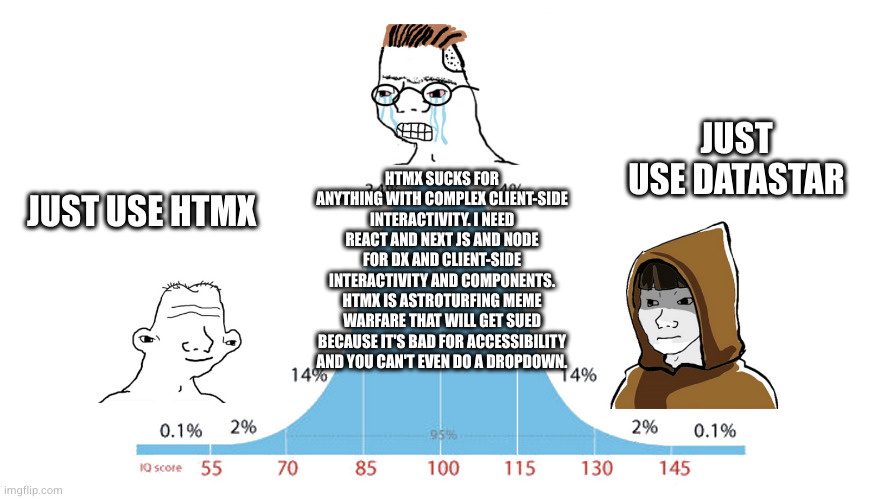 JUST
USE DATASTAR
JUST USE HTMX
HTMX SUCKS FOR
ANYTHING WITH COMPLEX CLIENT-SIDE
INTERACTIVITY. I NEED
REACT AND NEXT JS AND NODE
FOR DX AND CLIENT-SIDE
INTERACTIVITY AND COMPONENTS.
HTMX IS ASTROTURFING MEME
WARFARE THAT WILL GET SUED
BECAUSE IT'S BAD FOR ACCESSIBILITY
AND YOU CAN'T EVEN DO A DROPDOWN.
14% 14%
0.1% 2% 95% 2% 0.1%
IQ score 55 70 85 100 115 130 145
imgflip.com